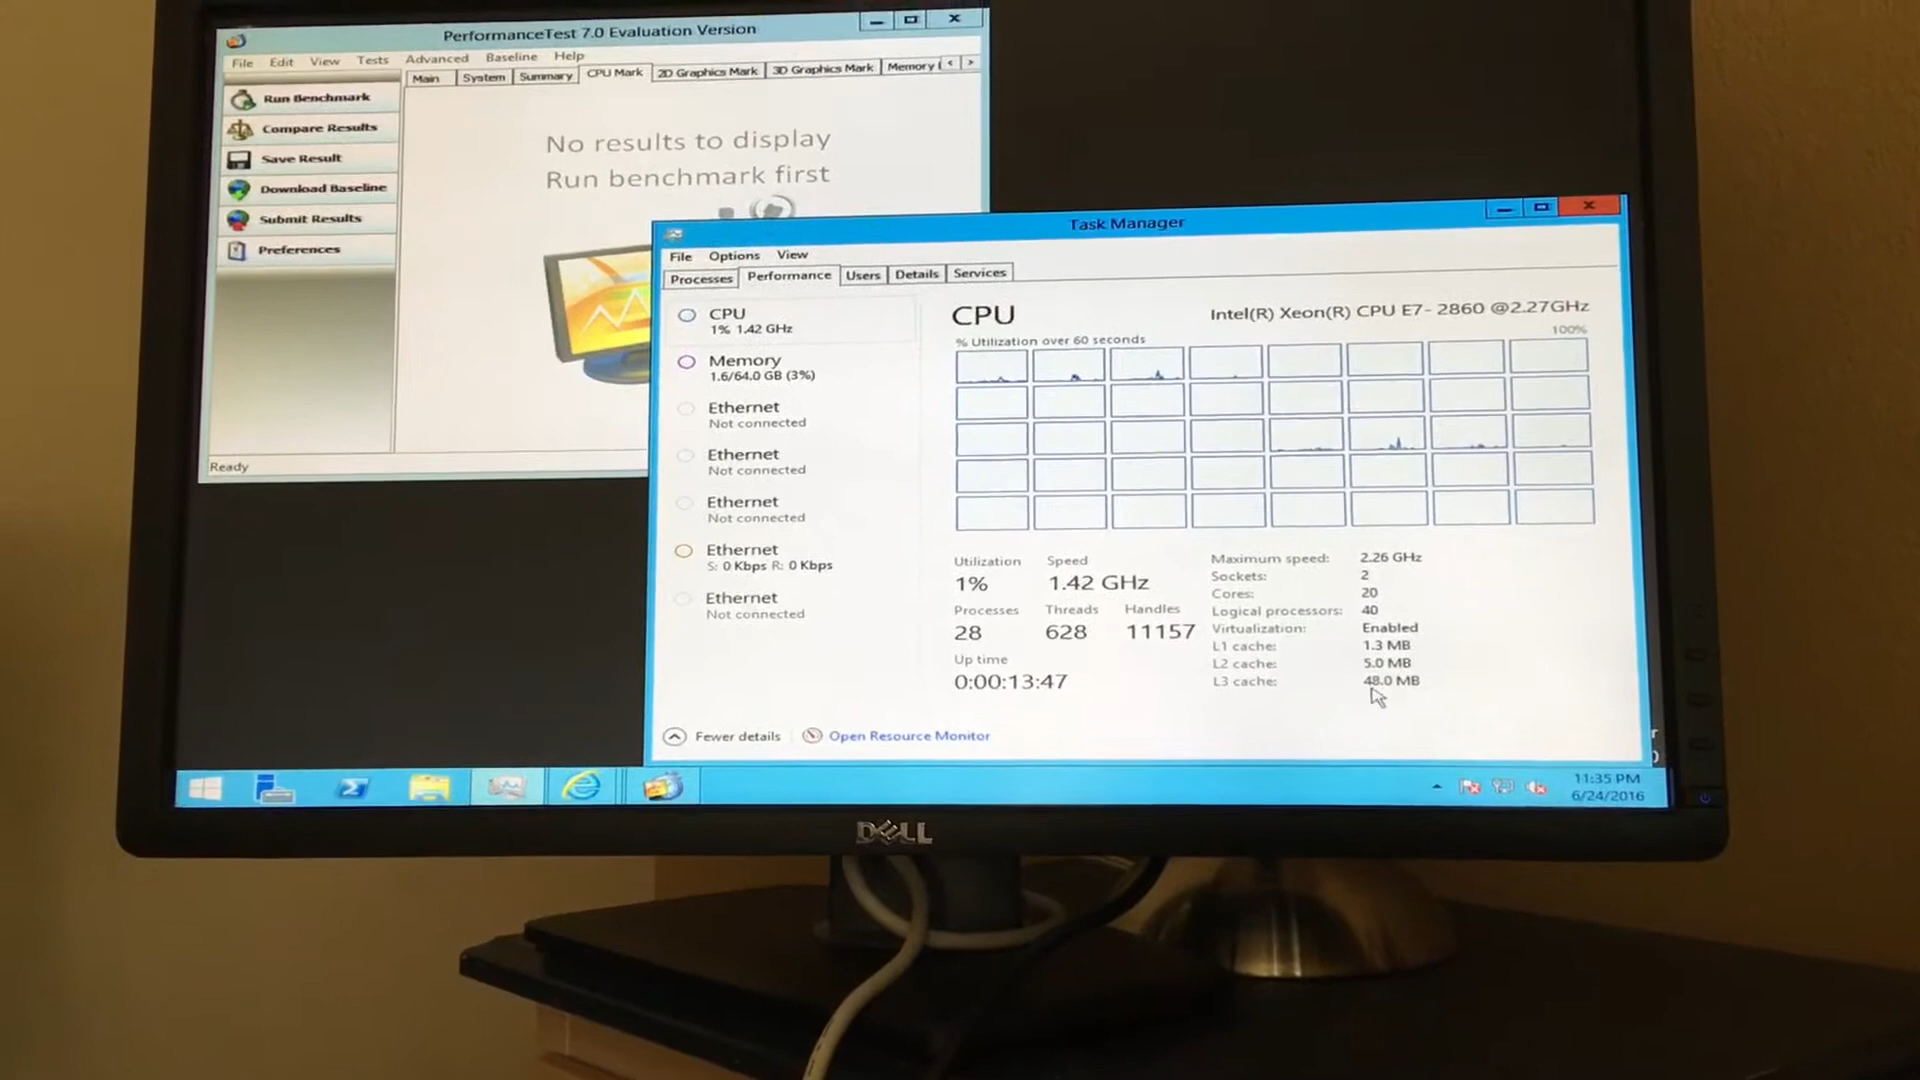 PerformanceTest 7.0 Evaluation Version
File Edit View Tests Advanced Baseline Help
Main System Summary CPU Mark 2D Graphics Mark 3D Graphics Mark Memory
Run Benchmark
Compare Results
Save Result
Download Baseline
Submit Results
Preferences
No results to display
Run benchmark first
Ready
Task Manager
File Options View
Processes Performance Users Details Services
CPU
1% 1.42 GHz
Memory
1.6/64.0 GB (3%)
Ethernet
Not connected
Ethernet
Not connected
Ethernet
Not connected
Ethernet
S: 0 Kbps R: 0 Kbps
Ethernet
Not connected
CPU Intel(R) Xeon(R) CPU E7- 2860 @2.27GHz
% Utilization over 60 seconds 100%
Utilization Speed
1% 1.42 GHz
Processes Threads Handles
28 628 11157
Up time
0:00:13:47
Maximum speed: 2.26 GHz
Sockets: 2
Cores: 20
Logical processors: 40
Virtualization: Enabled
L1 cache: 1.3 MB
L2 cache: 5.0 MB
L3 cache: 48.0 MB
Fewer details Open Resource Monitor
11:35 PM
6/24/2016
DELL